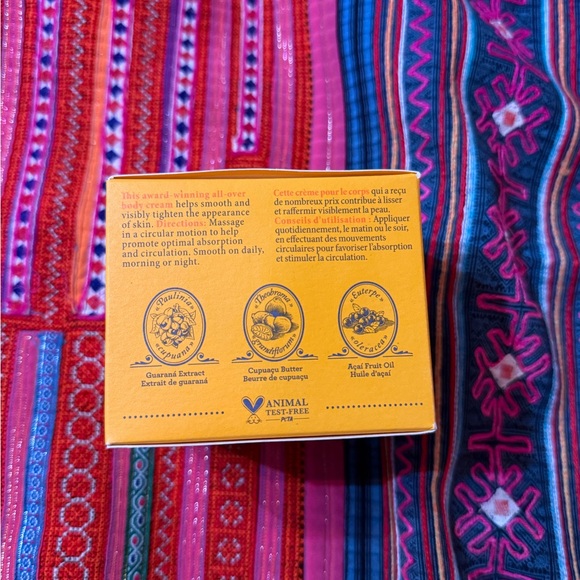 This award-winning all-over
body cream helps smooth and
visibly tighten the appearance
of skin. Directions: Massage
in a circular motion to help
promote optimal absorption
and circulation. Smooth on daily,
morning or night.
Cette crème pour le corps qui a reçu
de nombreux prix contribue à lisser
et raffermir visiblement la peau.
Conseils d'utilisation : Appliquer
quotidiennement, le matin ou le soir,
en effectuant des mouvements
circulaires pour favoriser l'absorption
et stimuler la circulation.
Paulinia
cupuana
Guaraná Extract
Extrait de guaraná
Theobroma
grandiflorum
Cupuaçu Butter
Beurre de cupuaçu
Euterpe
oleracea
Açaí Fruit Oil
Huile d'açaí
ANIMAL
TEST-FREE
PETA